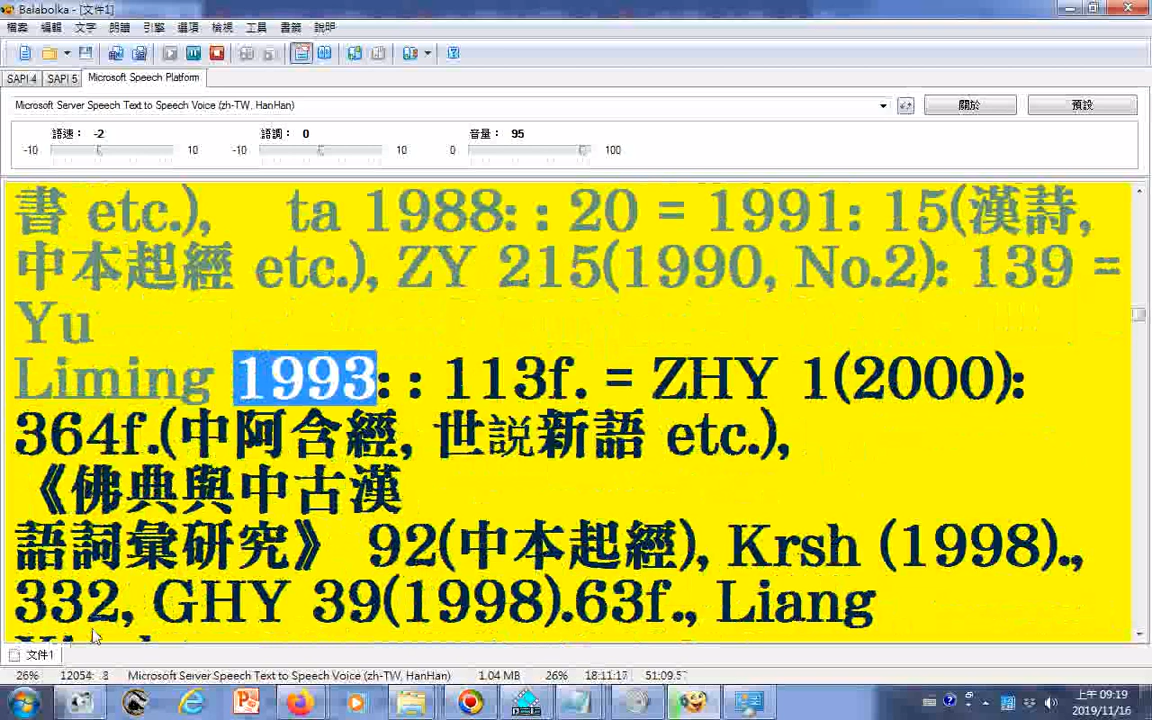 Balabolka - [文件1]
檔案 編輯 文字 朗讀 引擎 選項 檢視 工具 書籤 說明
SAPI 4 SAPI 5 Microsoft Speech Platform
Microsoft Server Speech Text to Speech Voice (zh-TW, HanHan) 關於 預設
語速： -2 語調： 0 音量： 95
-10 10 -10 10 0 100
書 etc.), ta 1988: : 20 = 1991: 15(漢詩,
中本起經 etc.), ZY 215(1990, No.2): 139 =
Yu
Liming 1993: : 113f. = ZHY 1(2000):
364f.(中阿含經, 世説新語 etc.),
《佛典與中古漢
語詞彙研究》 92(中本起經), Krsh (1998).,
332, GHY 39(1998).63f., Liang
文件1
26% 12054: 8 Microsoft Server Speech Text to Speech Voice (zh-TW, HanHan) 1.04 MB 26% 18:11:17
上午 09:19
2019/11/16